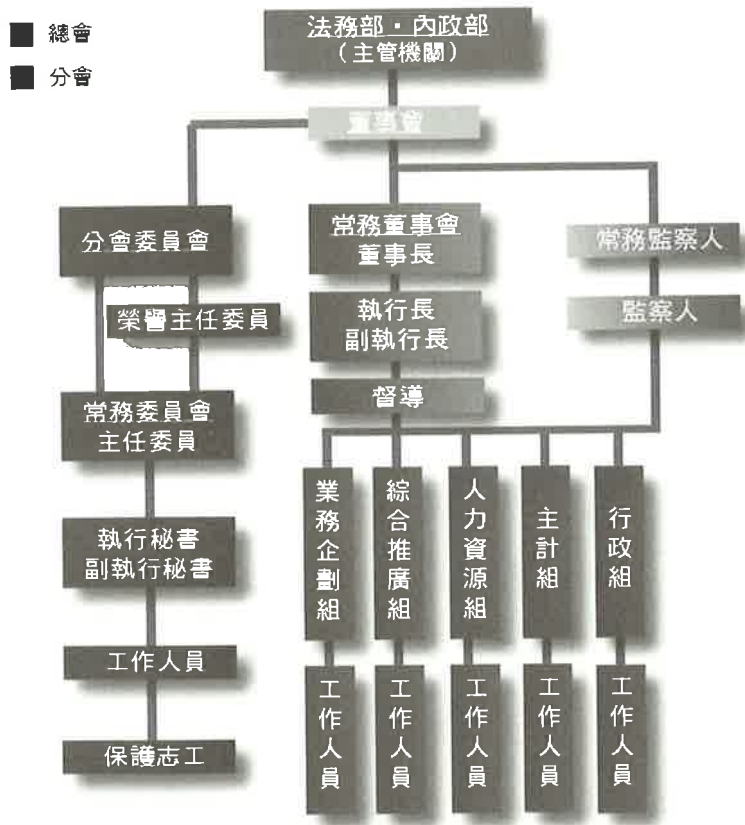 總會
分會
法務部·內政部
（主管機關）
董事會
分會委員會
榮譽主任委員
常務委員會
主任委員
執行秘書
副執行秘書
工作人員
保護志工
常務董事會
董事長
執行長
副執行長
督導
常務監察人
監察人
業務企劃組
綜合推廣組
人力資源組
主計組
行政組
工作人員
工作人員
工作人員
工作人員
工作人員